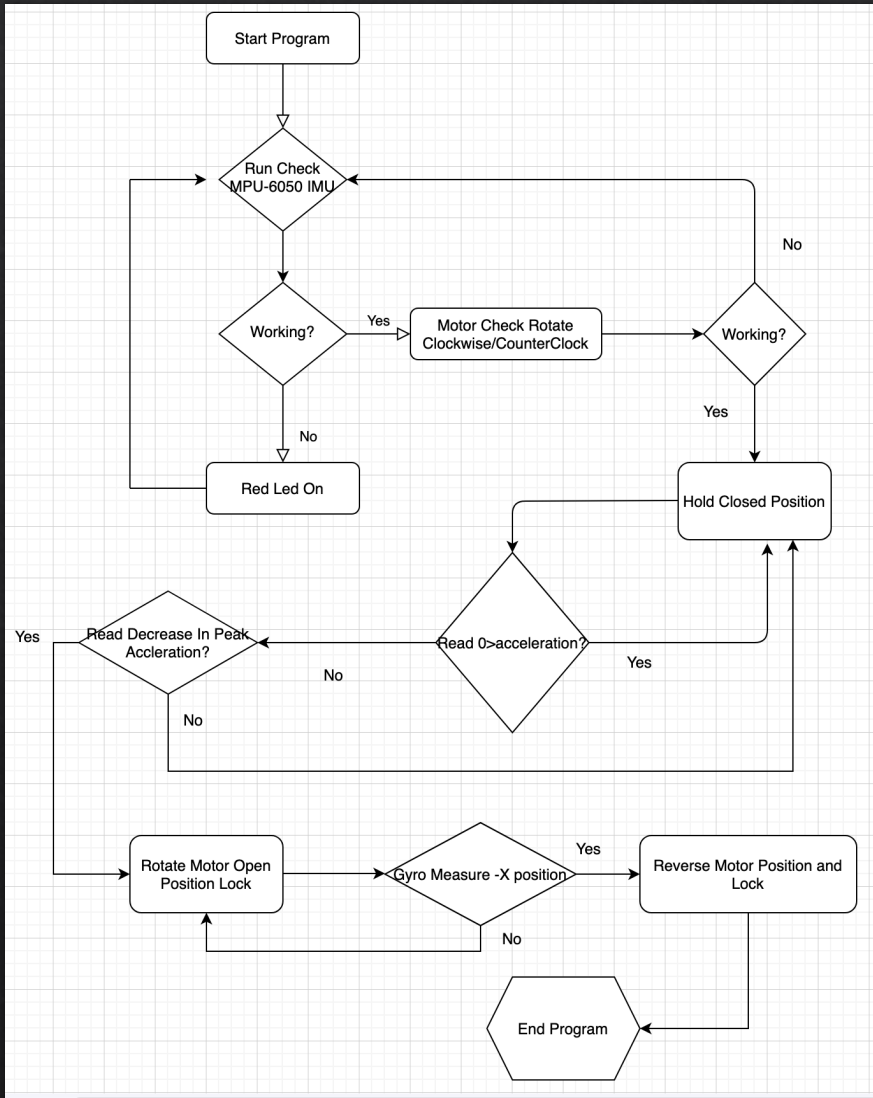 Start Program
Run Check
MPU-6050 IMU
No
Working?
Yes
Motor Check Rotate
Clockwise/CounterClock
Working?
Yes
No
Red Led On
Hold Closed Position
Read Decrease In Peak
Accleration?
Yes
No
Read 0>acceleration?
Yes
No
Rotate Motor Open
Position Lock
Gyro Measure -X position
Yes
No
Reverse Motor Position and
Lock
End Program